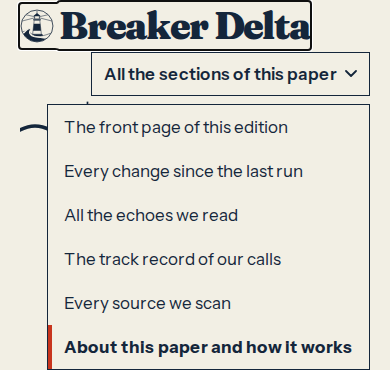 Breaker Delta
All the sections of this paper
The front page of this edition
Every change since the last run
All the echoes we read
The track record of our calls
Every source we scan
About this paper and how it works